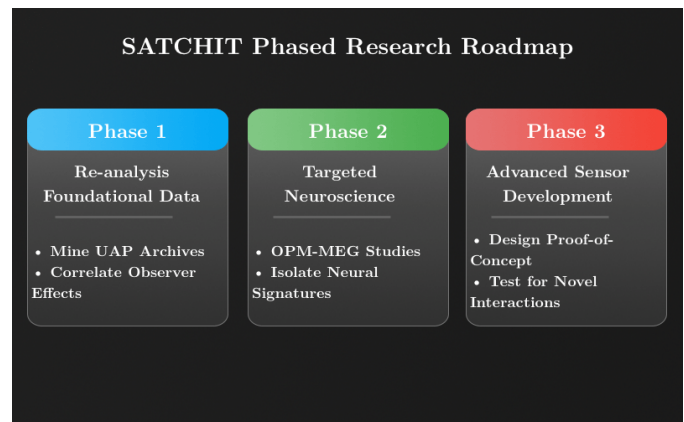 SATCHIT Phased Research Roadmap
Phase 1
Re-analysis
Foundational Data
• Mine UAP Archives
• Correlate Observer
Effects
Phase 2
Targeted
Neuroscience
• OPM-MEG Studies
• Isolate Neural
Signatures
Phase 3
Advanced Sensor
Development
• Design Proof-of-
Concept
• Test for Novel
Interactions